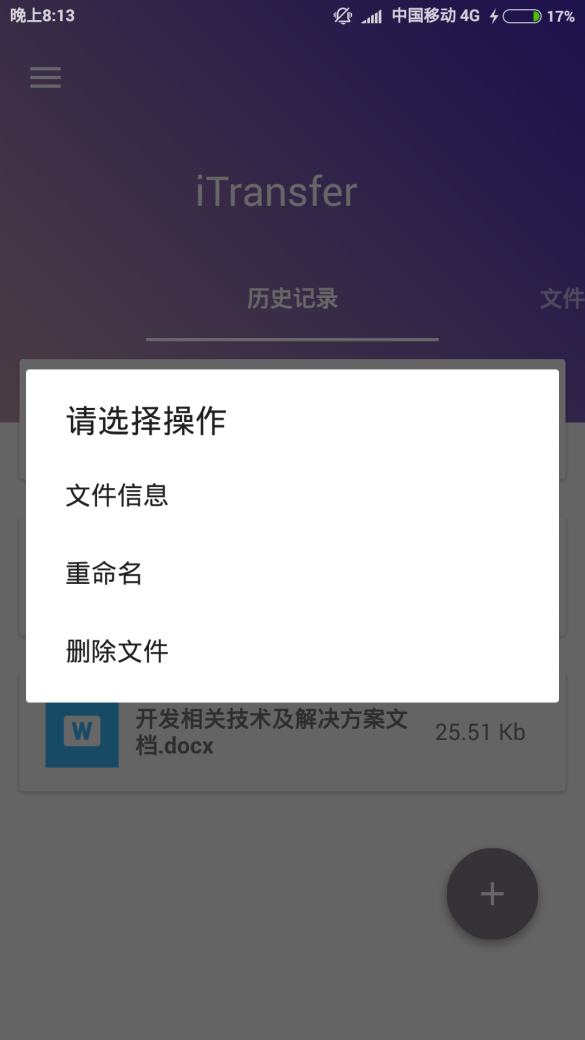 晚上8:13
中国移动 4G
17%
iTransfer
历史记录
文件
请选择操作
文件信息
重命名
删除文件
W
开发相关技术及解决方案文
档.docx
25.51 Kb